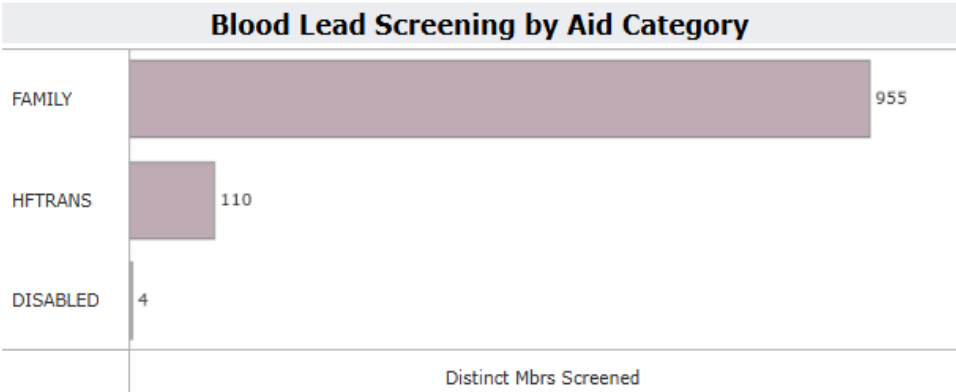 Blood Lead Screening by Aid Category
FAMILY 955
HFTRANS 110
DISABLED 4
Distinct Mbrs Screened